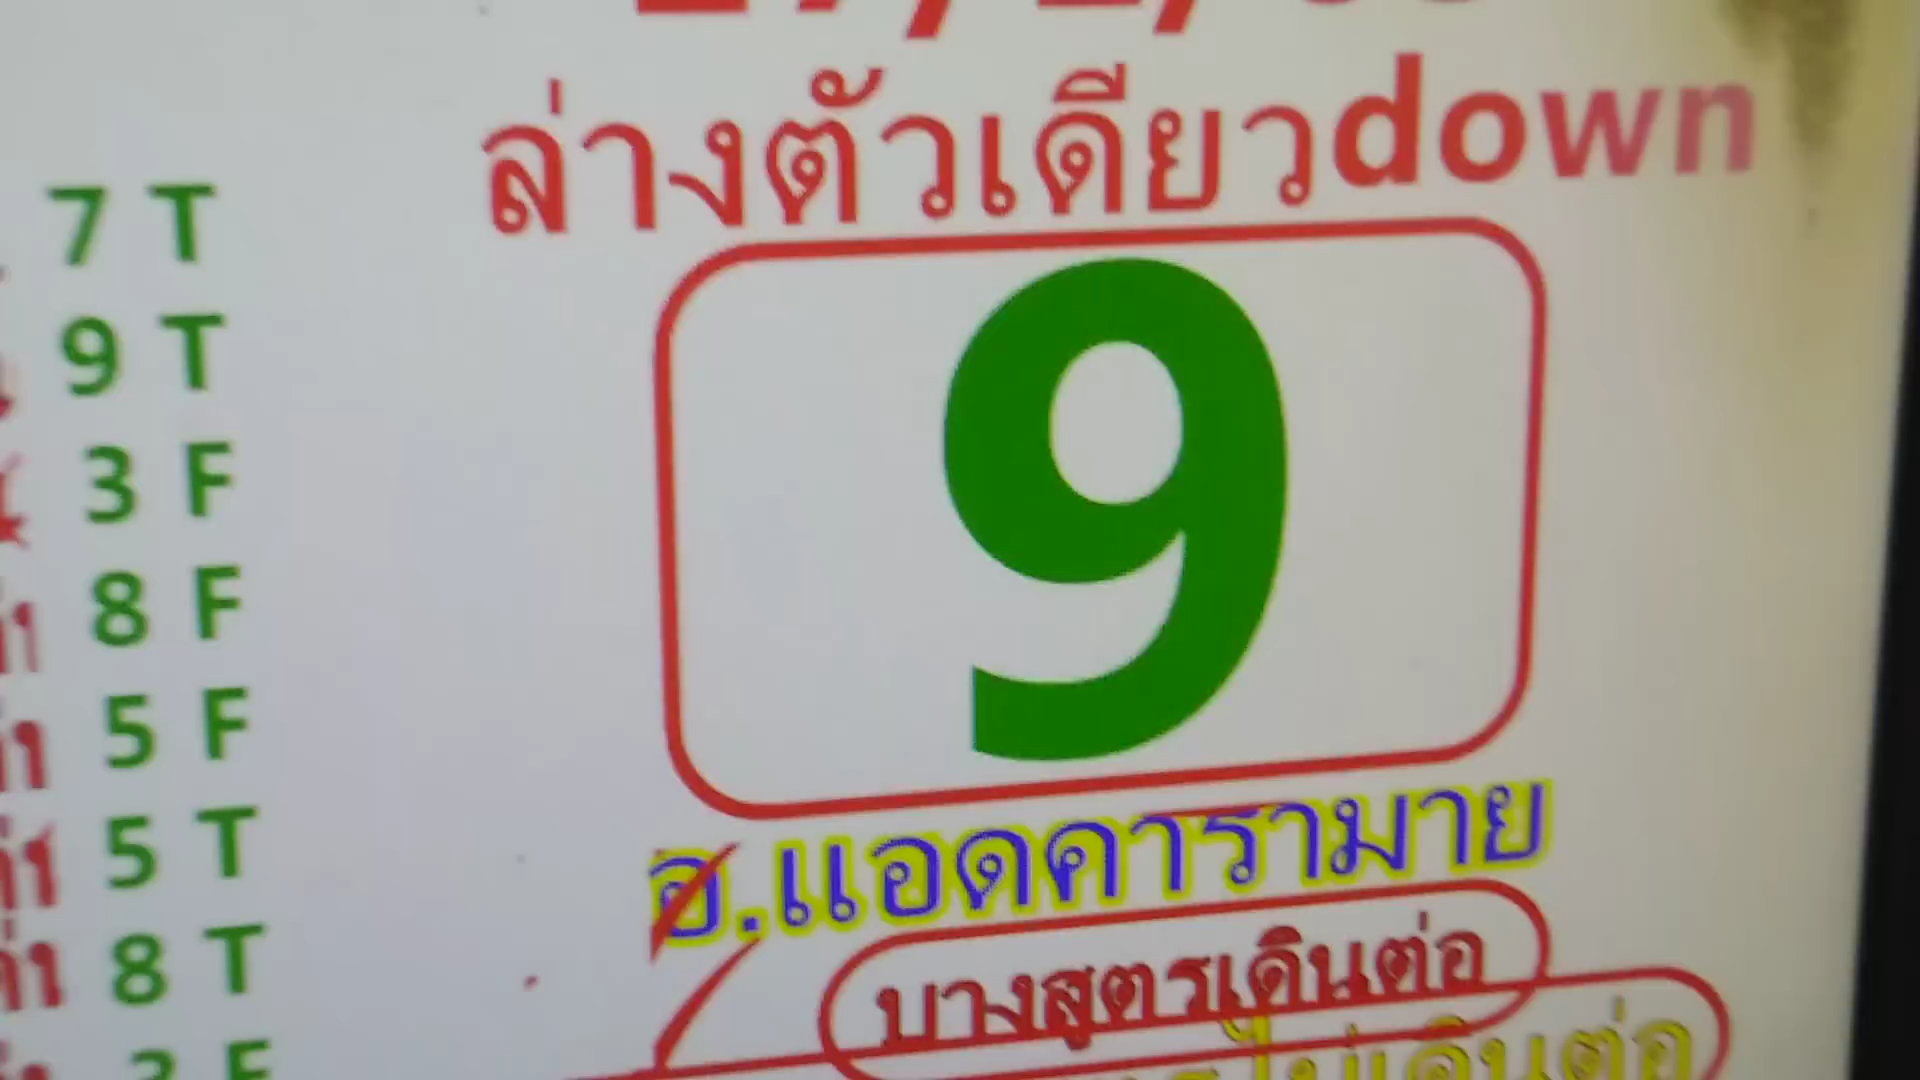 ล่างตัวเดียวdown
9
อ.แอดคารามาย
บางสูตรเดินต่อ
7 T
9 T
3 F
8 F
5 F
5 T
8 T
3 F